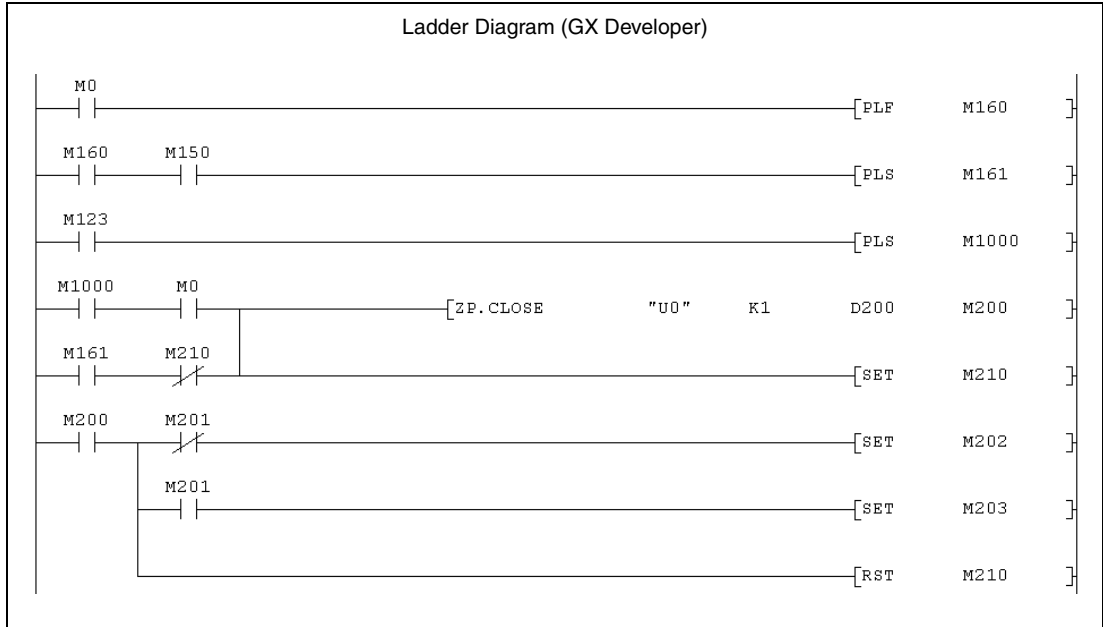 Ladder Diagram (GX Developer)
M0
[PLF M160 ]
M160 M150
[PLS M161 ]
M123
[PLS M1000 ]
M1000 M0
[ZP.CLOSE "U0" K1 D200 M200 ]
M161 M210
[SET M210 ]
M200 M201
[SET M202 ]
M201
[SET M203 ]
[RST M210 ]